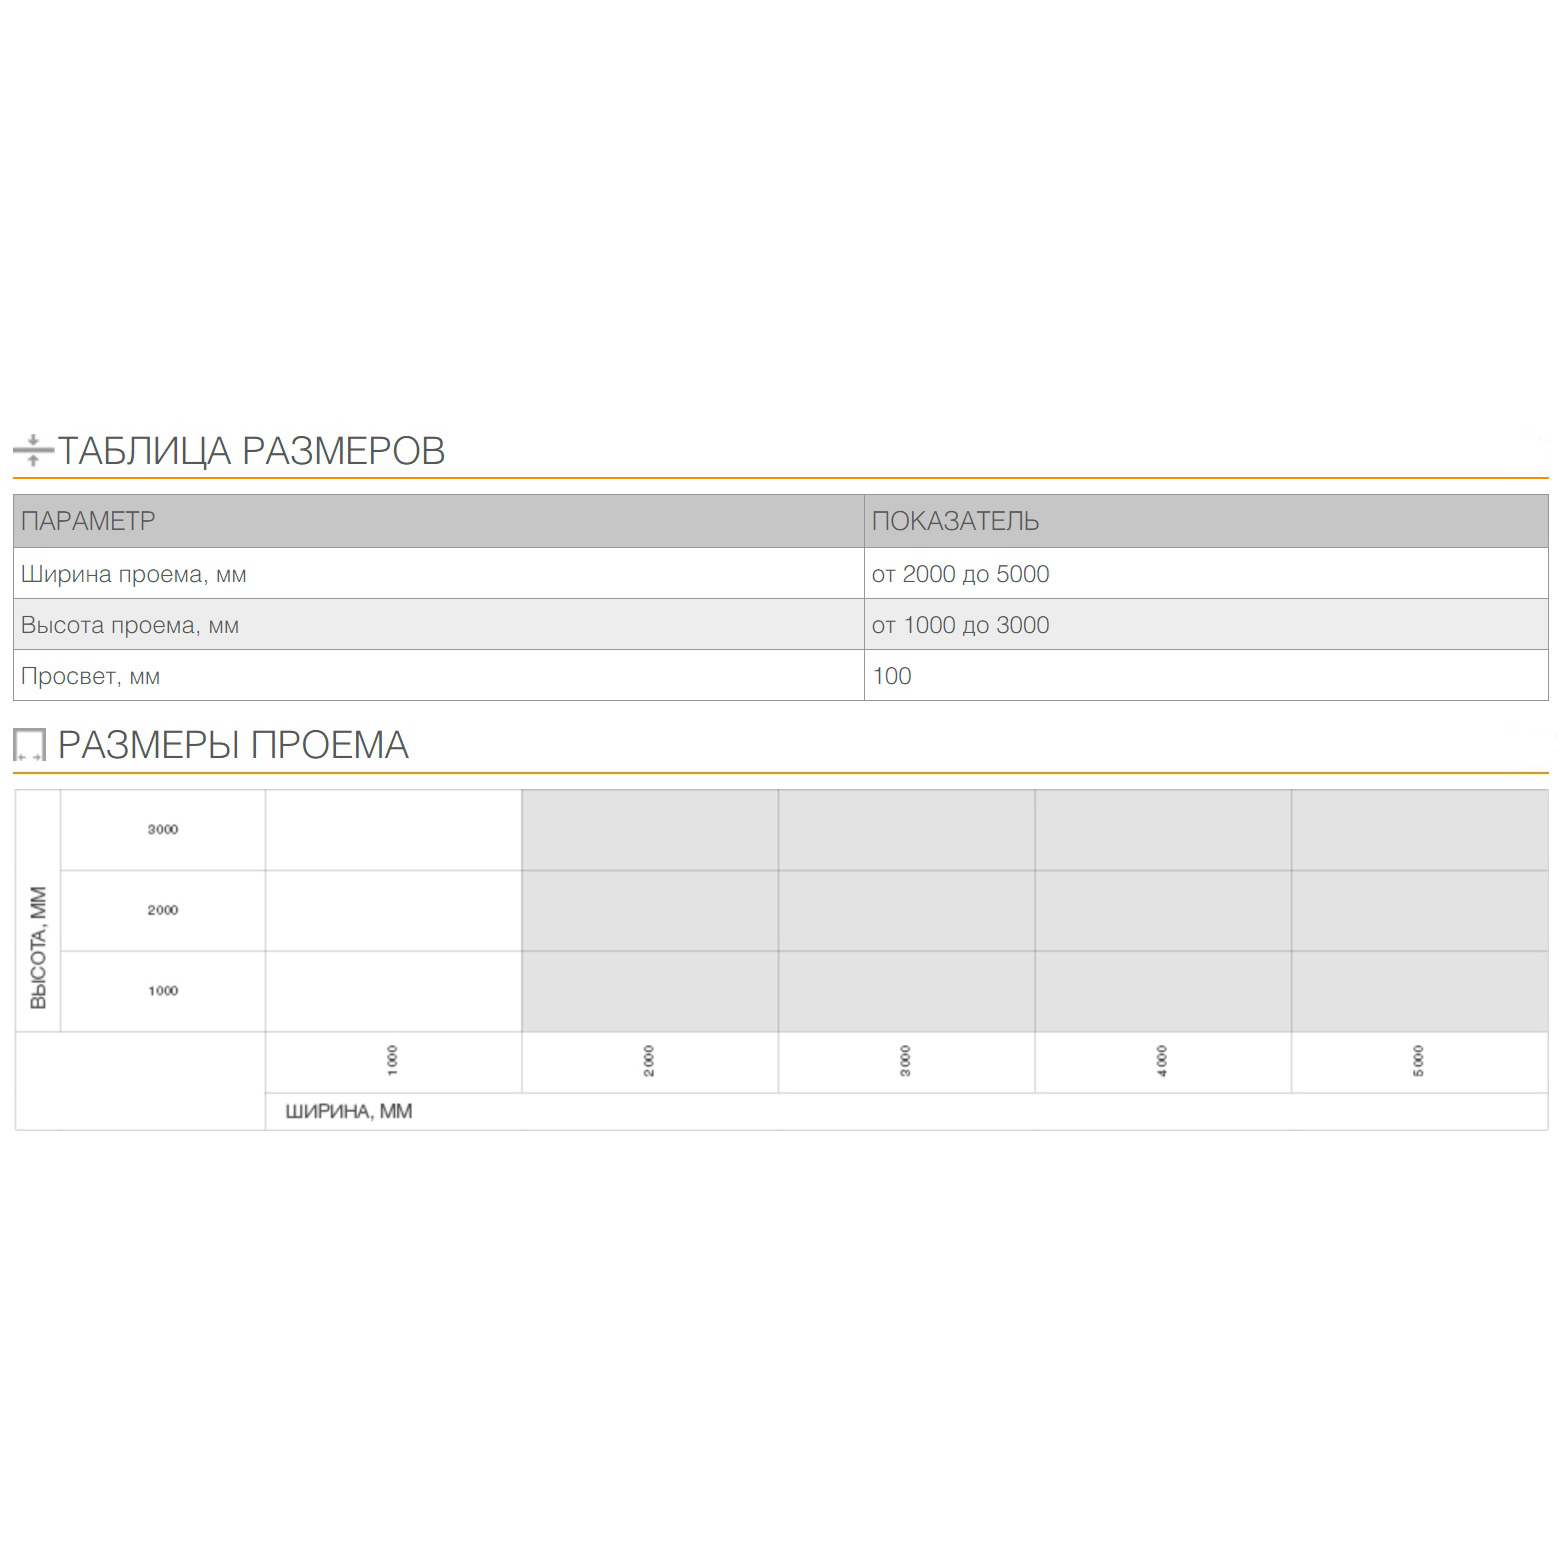 ТАБЛИЦА РАЗМЕРОВ
ПАРАМЕТР ПОКАЗАТЕЛЬ
Ширина проема, мм от 2000 до 5000
Высота проема, мм от 1000 до 3000
Просвет, мм 100
РАЗМЕРЫ ПРОЕМА
ВЫСОТА, ММ
3000
2000
1000
1000 2000 3000 4000 5000
ШИРИНА, ММ